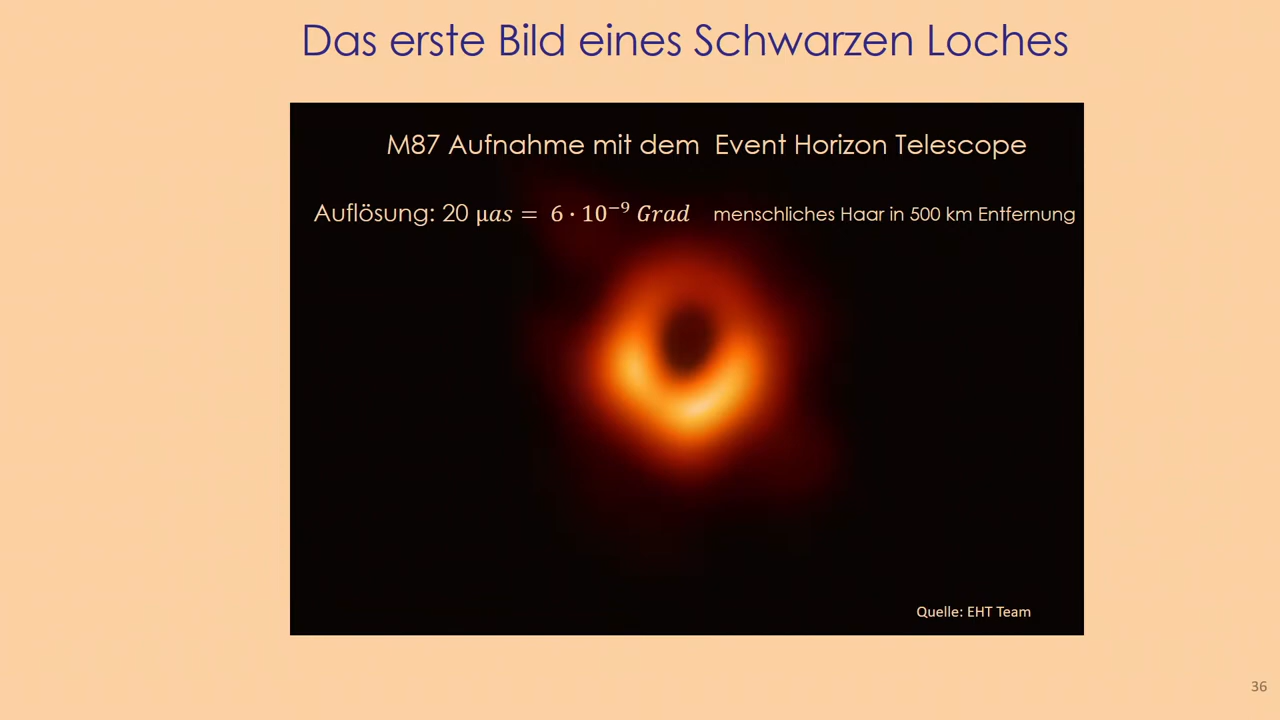 Das erste Bild eines Schwarzen Loches
M87 Aufnahme mit dem Event Horizon Telescope
Auflösung: 20 µas = 6 · 10⁻⁹ Grad menschliches Haar in 500 km Entfernung
Quelle: EHT Team
36